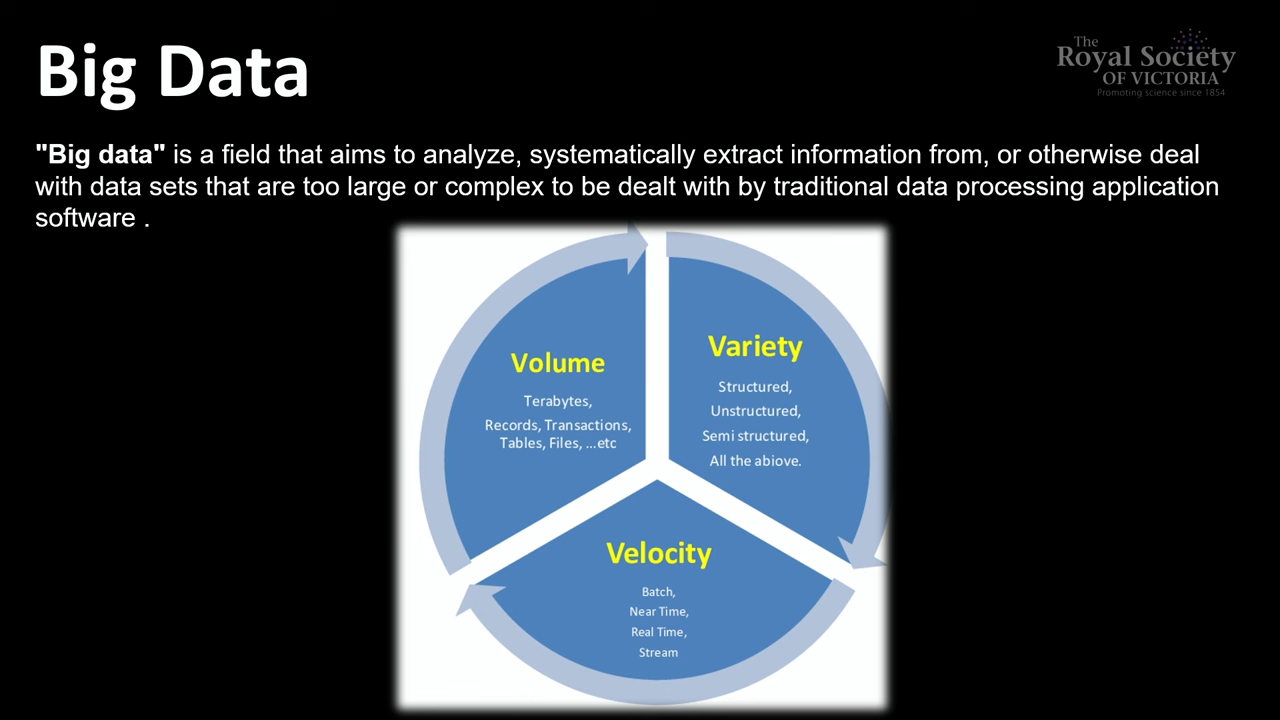 Big Data
The
Royal Society
OF VICTORIA
Promoting science since 1854
"Big data" is a field that aims to analyze, systematically extract information from, or otherwise deal
with data sets that are too large or complex to be dealt with by traditional data processing application
software .
Volume
Terabytes,
Records, Transactions,
Tables, Files, ...etc
Variety
Structured,
Unstructured,
Semi structured,
All the abiove.
Velocity
Batch,
Near Time,
Real Time,
Stream